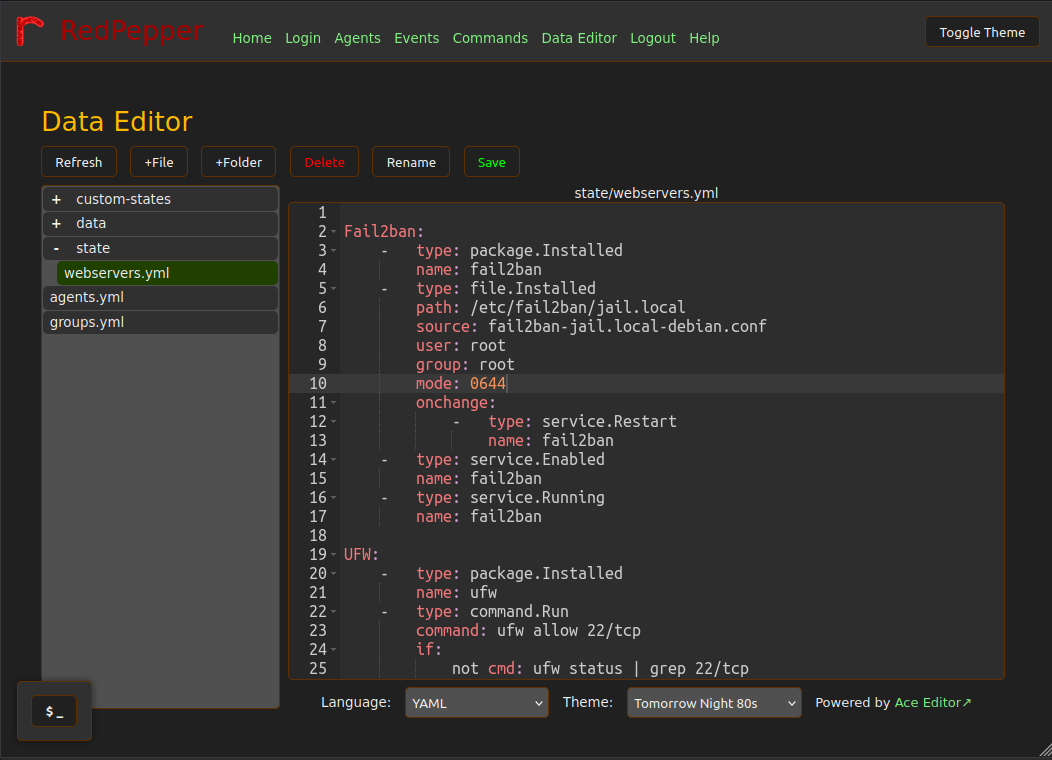 RedPepper Home Login Agents Events Commands Data Editor Logout Help Toggle Theme
Data Editor
Refresh +File +Folder Delete Rename Save
+ custom-states
+ data
- state
webservers.yml
agents.yml
groups.yml
state/webservers.yml
1
2 Fail2ban:
3 - type: package.Installed
4 name: fail2ban
5 - type: file.Installed
6 path: /etc/fail2ban/jail.local
7 source: fail2ban-jail.local-debian.conf
8 user: root
9 group: root
10 mode: 0644
11 onchange:
12 - type: service.Restart
13 name: fail2ban
14 - type: service.Enabled
15 name: fail2ban
16 - type: service.Running
17 name: fail2ban
18
19 UFW:
20 - type: package.Installed
21 name: ufw
22 - type: command.Run
23 command: ufw allow 22/tcp
24 if:
25 not cmd: ufw status | grep 22/tcp
$_
Language: YAML Theme: Tomorrow Night 80s Powered by Ace Editor↗